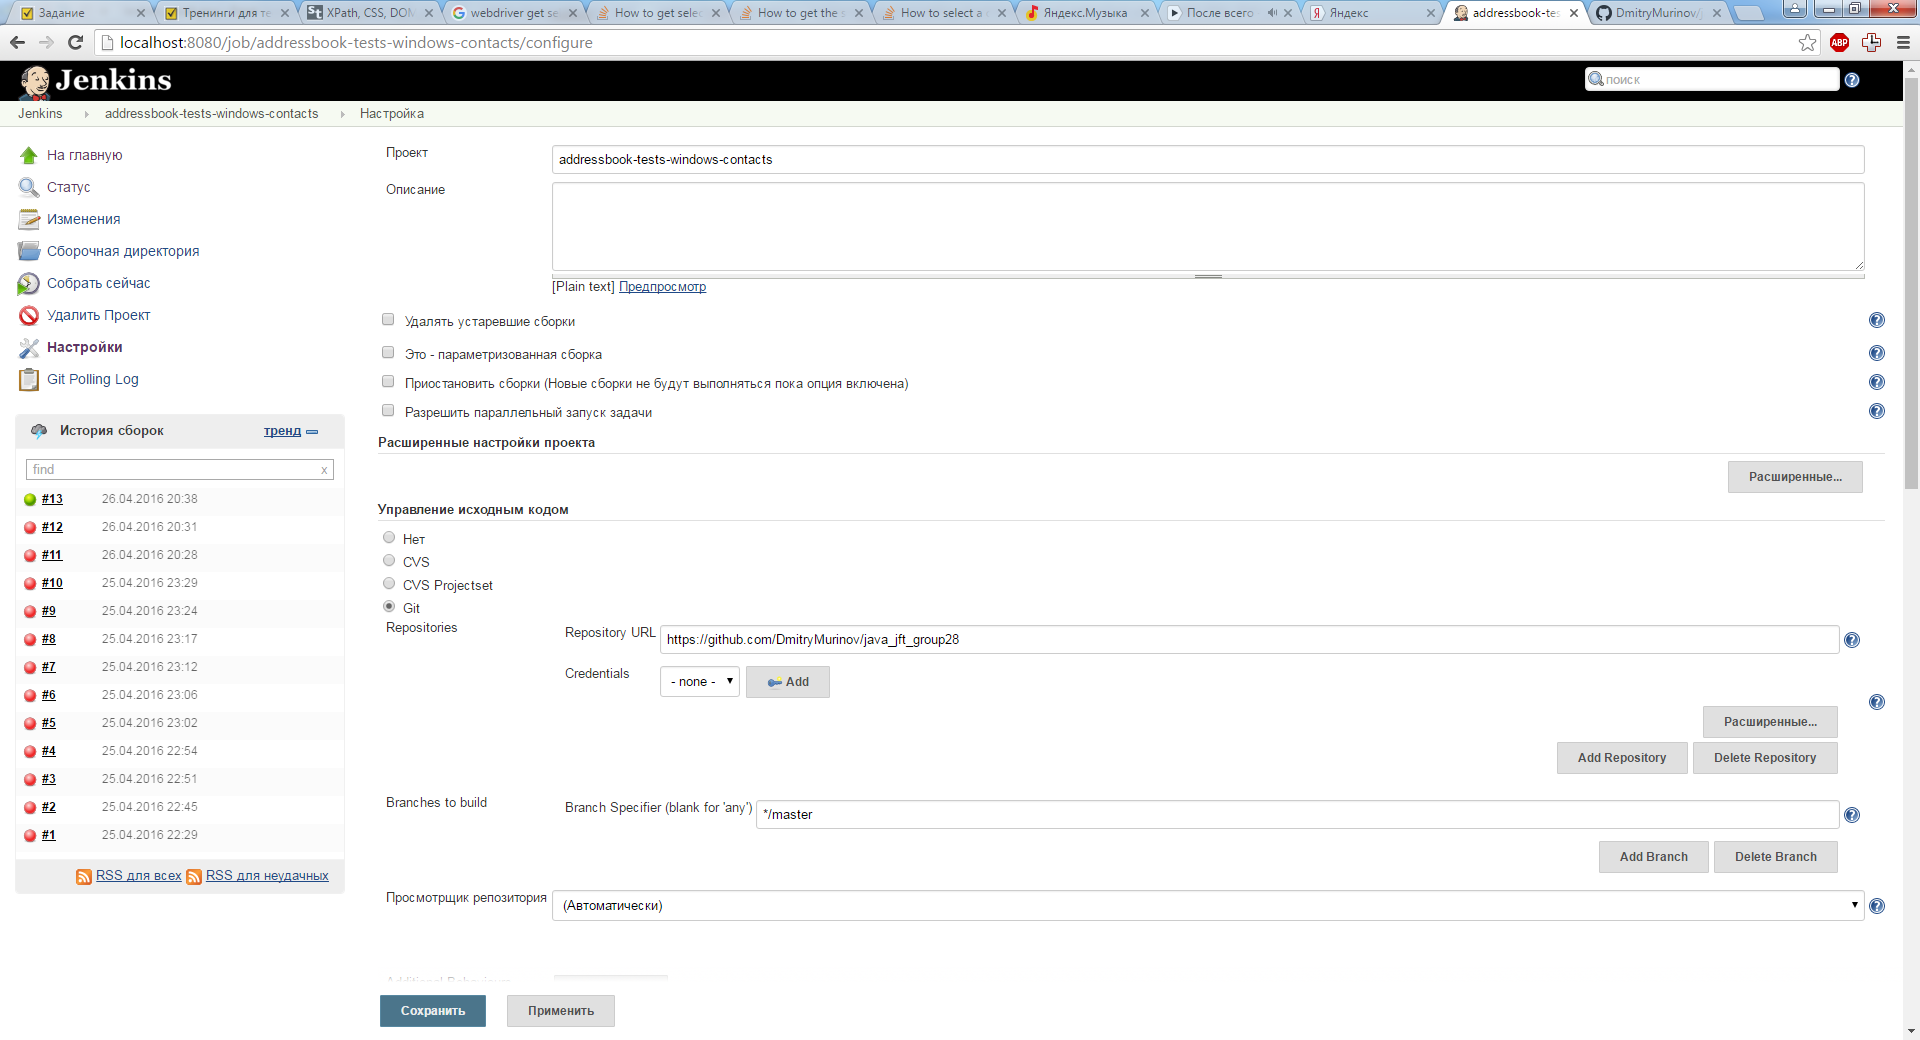 Задание
Тренинги для те
XPath, CSS, DOM
webdriver get se
How to get selec
How to get the s
How to select a
Яндекс.Музыка
После всего
Яндекс
addressbook-tes
DmitryMurinov/
localhost:8080/job/addressbook-tests-windows-contacts/configure
ABP
Jenkins
поиск
Jenkins addressbook-tests-windows-contacts Настройка
На главную
Статус
Изменения
Сборочная директория
Собрать сейчас
Удалить Проект
Настройки
Git Polling Log
История сборок тренд
find x
#13 26.04.2016 20:38
#12 26.04.2016 20:31
#11 26.04.2016 20:28
#10 25.04.2016 23:29
#9 25.04.2016 23:24
#8 25.04.2016 23:17
#7 25.04.2016 23:12
#6 25.04.2016 23:06
#5 25.04.2016 23:02
#4 25.04.2016 22:54
#3 25.04.2016 22:51
#2 25.04.2016 22:45
#1 25.04.2016 22:29
RSS для всех RSS для неудачных
Проект addressbook-tests-windows-contacts
Описание
[Plain text] Предпросмотр
Удалять устаревшие сборки
Это - параметризованная сборка
Приостановить сборки (Новые сборки не будут выполняться пока опция включена)
Разрешить параллельный запуск задачи
Расширенные настройки проекта
Расширенные...
Управление исходным кодом
Нет
CVS
CVS Projectset
Git
Repositories
Repository URL https://github.com/DmitryMurinov/java_jft_group28
Credentials - none - Add
Расширенные...
Add Repository Delete Repository
Branches to build Branch Specifier (blank for 'any') */master
Add Branch Delete Branch
Просмотрщик репозитория (Автоматически)
Additional Behaviours
Сохранить Применить